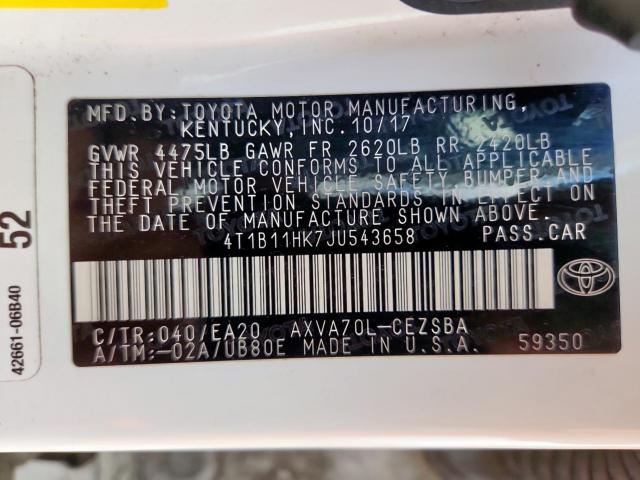 MFD. BY: TOYOTA MOTOR MANUFACTURING,
KENTUCKY, INC. 10/17
GVWR 4475LB GAWR FR 2620LB RR 2420LB
THIS VEHICLE CONFORMS TO ALL APPLICABLE
FEDERAL MOTOR VEHICLE SAFETY, BUMPER AND
THEFT PREVENTION STANDARDS IN EFFECT ON
THE DATE OF MANUFACTURE SHOWN ABOVE.
4T1B11HK7JU543658 PASS. CAR
C/TR: 040/EA20 AXVA70L-CEZSBA
A/TM: -02A/UB80E MADE IN U.S.A. 59350
TOYOTA
52
42661-06B40